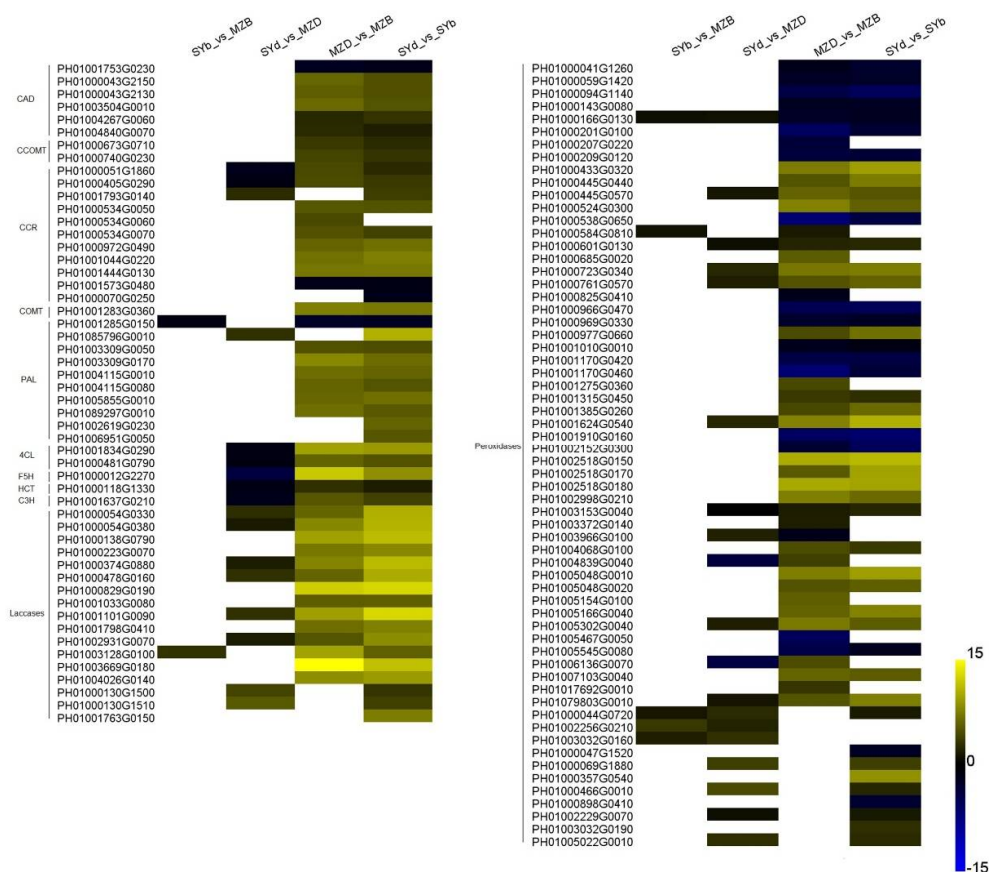 SYb_vs_MZB SYd_vs_MZD MZD_vs_MZB SYd_vs_SYb
PH01001753G0230
PH01000043G2150
PH01000043G2130
CAD
PH01003504G0010
PH01004267G0060
PH01004840G0070
PH01000673G0710
CCOMT
PH01000740G0230
PH01000051G1860
PH01000405G0290
PH01001793G0140
PH01000534G0050
PH01000534G0060
CCR
PH01000534G0070
PH01000972G0490
PH01001044G0220
PH01001444G0130
PH01001573G0480
PH01000070G0250
COMT
PH01001283G0360
PH01001285G0150
PH01085796G0010
PH01003309G0050
PH01003309G0170
PH01004115G0010
PAL
PH01004115G0080
PH01005855G0010
PH01089297G0010
PH01002619G0230
PH01006951G0050
4CL
PH01001834G0290
PH01000481G0790
F5H
PH01000012G2270
HCT
PH01000118G1330
C3H
PH01001637G0210
PH01000054G0330
PH01000054G0380
PH01000138G0790
PH01000223G0070
PH01000374G0880
PH01000478G0160
PH01000829G0190
PH01001033G0080
Laccases
PH01001101G0090
PH01001798G0410
PH01002931G0070
PH01003128G0100
PH01003669G0180
PH01004026G0140
PH01000130G1500
PH01000130G1510
PH01001763G0150
SYb_vs_MZB SYd_vs_MZD MZD_vs_MZB SYd_vs_SYb
PH01000041G1260
PH01000059G1420
PH01000094G1140
PH01000143G0080
PH01000166G0130
PH01000201G0100
PH01000207G0220
PH01000209G0120
PH01000433G0320
PH01000445G0440
PH01000445G0570
PH01000524G0300
PH01000538G0650
PH01000584G0810
PH01000601G0130
PH01000685G0020
PH01000723G0340
PH01000761G0570
PH01000825G0410
PH01000966G0470
PH01000969G0330
PH01000977G0660
PH01001010G0010
PH01001170G0420
PH01001170G0460
PH01001275G0360
PH01001315G0450
PH01001385G0260
PH01001624G0540
PH01001910G0160
Peroxidases
PH01002152G0300
PH01002518G0150
PH01002518G0170
PH01002518G0180
PH01002998G0210
PH01003153G0040
PH01003372G0140
PH01003966G0100
PH01004068G0100
PH01004839G0040
PH01005048G0010
PH01005048G0020
PH01005154G0100
PH01005166G0040
PH01005302G0040
PH01005467G0050
PH01005545G0080
PH01006136G0070
PH01007103G0040
PH01017692G0010
PH01079803G0010
PH01000044G0720
PH01002256G0210
PH01003032G0160
PH01000047G1520
PH01000069G1880
PH01000357G0540
PH01000466G0010
PH01000898G0410
PH01002229G0070
PH01003032G0190
PH01005022G0010
15
0
-15